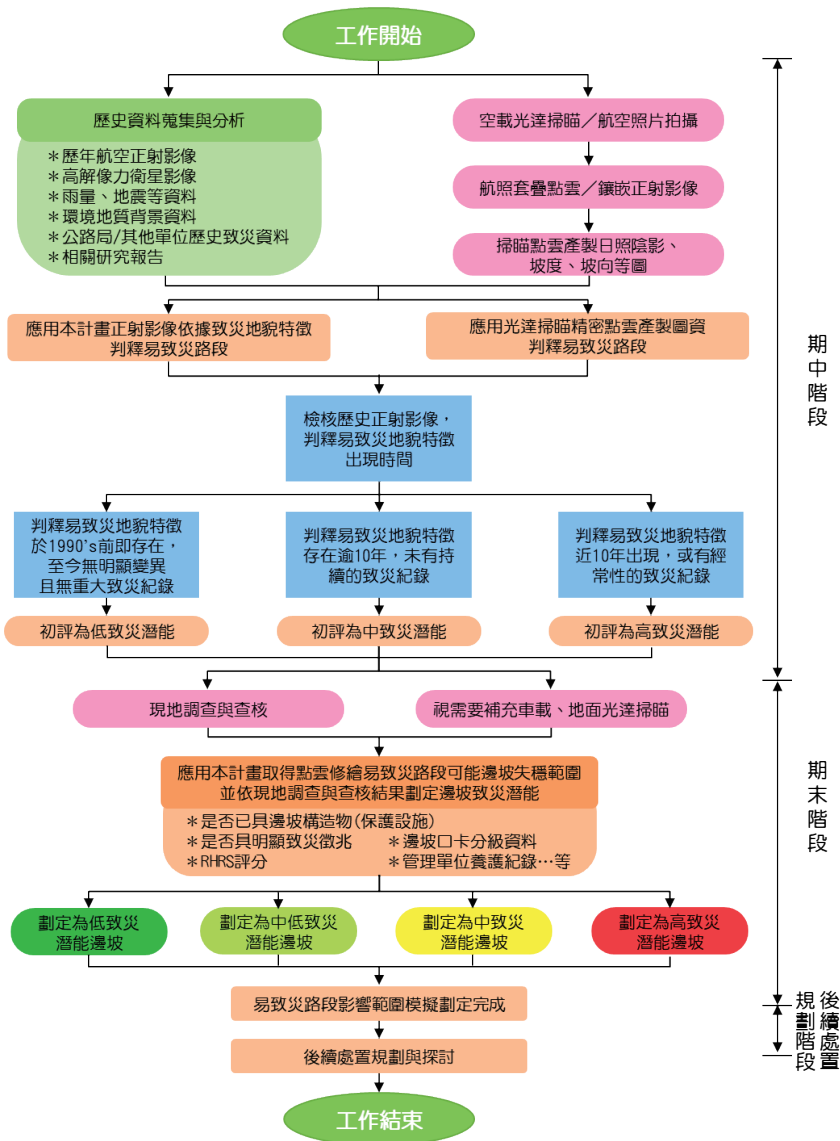 工作開始
歷史資料蒐集與分析
＊歷年航空正射影像
＊高解像力衛星影像
＊雨量、地震等資料
＊環境地質背景資料
＊公路局/其他單位歷史致災資料
＊相關研究報告
空載光達掃瞄／航空照片拍攝
航照套疊點雲／鑲嵌正射影像
掃瞄點雲產製日照陰影、
坡度、坡向等圖
應用本計畫正射影像依據致災地貌特徵
判釋易致災路段
應用光達掃瞄精密點雲產製圖資
判釋易致災路段
檢核歷史正射影像，
判釋易致災地貌特徵
出現時間
判釋易致災地貌特徵
於1990's前即存在，
至今無明顯變異
且無重大致災紀錄
判釋易致災地貌特徵
存在逾10年，未有持
續的致災紀錄
判釋易致災地貌特徵
近10年出現，或有經
常性的致災紀錄
初評為低致災潛能
初評為中致災潛能
初評為高致災潛能
期中階段
現地調查與查核
視需要補充車載、地面光達掃瞄
應用本計畫取得點雲修繪易致災路段可能邊坡失穩範圍
並依現地調查與查核結果劃定邊坡致災潛能
＊是否已具邊坡構造物(保護設施)
＊是否具明顯致災徵兆
＊邊坡口卡分級資料
＊RHRS評分
＊管理單位養護紀錄…等
劃定為低致災
潛能邊坡
劃定為中低致災
潛能邊坡
劃定為中致災
潛能邊坡
劃定為高致災
潛能邊坡
期末階段
易致災路段影響範圍模擬劃定完成
後續處置規劃與探討
後續處置
規劃階段
工作結束